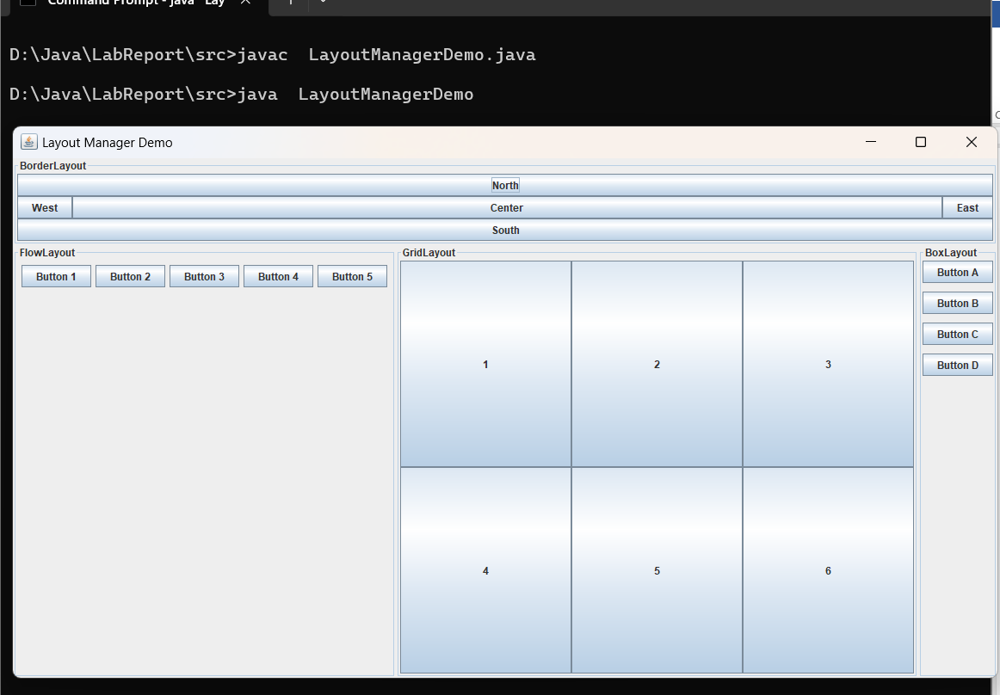 Command Prompt - java Lay
D:\Java\LabReport\src>javac  LayoutManagerDemo.java
D:\Java\LabReport\src>java  LayoutManagerDemo
Layout Manager Demo
BorderLayout
North
West Center East
South
FlowLayout GridLayout BoxLayout
Button 1 Button 2 Button 3 Button 4 Button 5
Button A
Button B
Button C
Button D
1 2 3
4 5 6